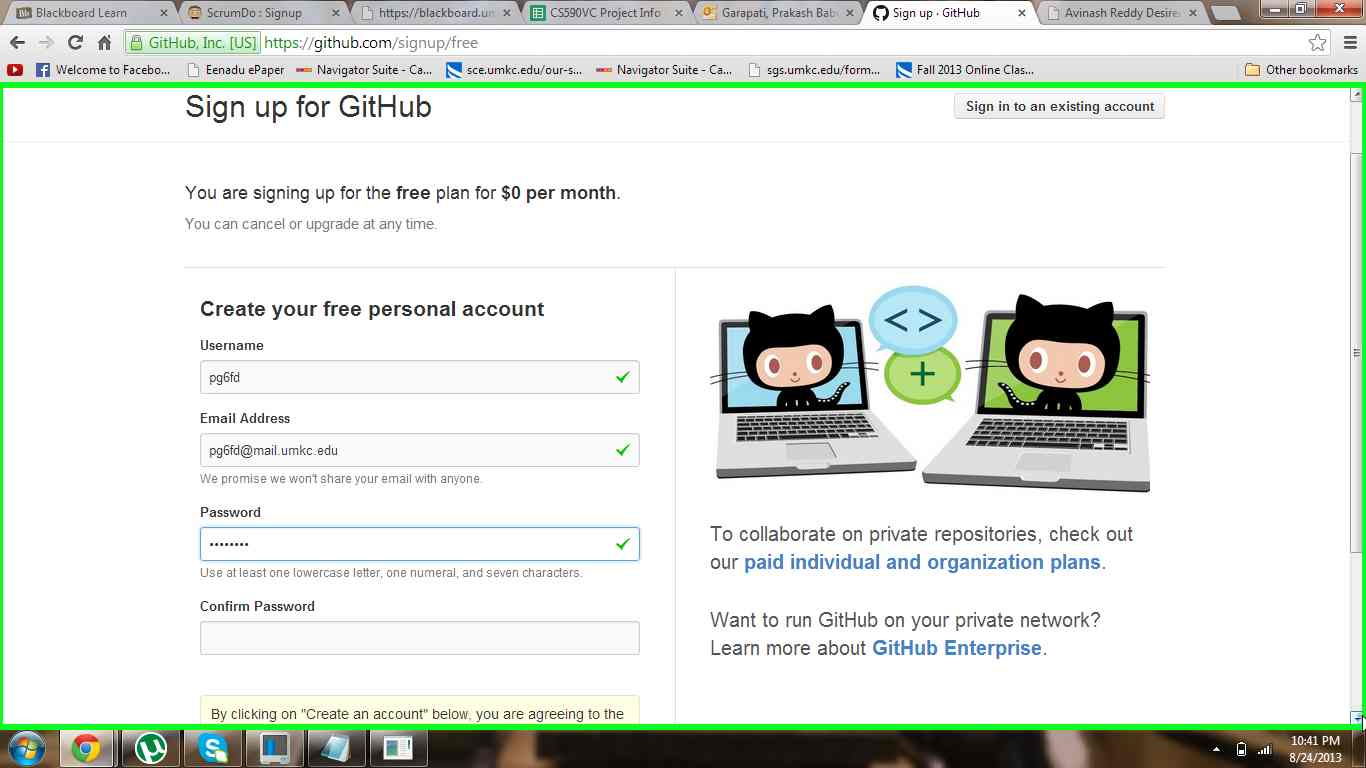 Blackboard Learn
ScrumDo : Signup
https://blackboard.um
CS590VC Project Info
Garapati, Prakash Bab
Sign up · GitHub
Avinash Reddy Desire
GitHub, Inc. [US] https://github.com/signup/free
Welcome to Facebo...
Eenadu ePaper
Navigator Suite - Ca...
sce.umkc.edu/our-s...
Navigator Suite - Ca...
sgs.umkc.edu/form...
Fall 2013 Online Clas...
Other bookmarks
Sign up for GitHub
Sign in to an existing account
You are signing up for the free plan for $0 per month.
You can cancel or upgrade at any time.
Create your free personal account
Username
pg6fd
Email Address
pg6fd@mail.umkc.edu
We promise we won't share your email with anyone.
Password
••••••••
Use at least one lowercase letter, one numeral, and seven characters.
Confirm Password
By clicking on "Create an account" below, you are agreeing to the
< >
+
To collaborate on private repositories, check out
our paid individual and organization plans.
Want to run GitHub on your private network?
Learn more about GitHub Enterprise.
10:41 PM
8/24/2013